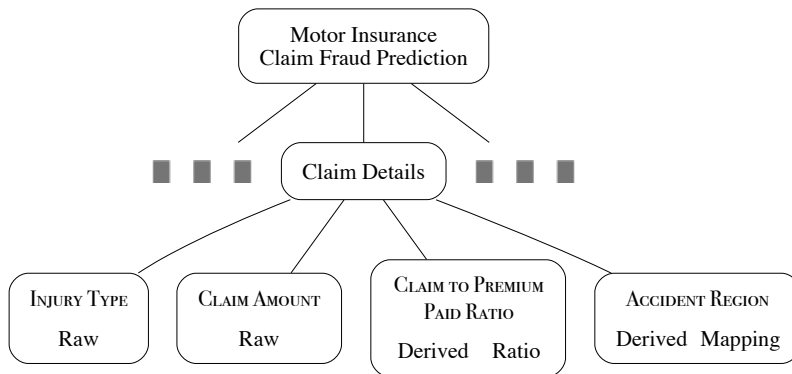 Motor Insurance
Claim Fraud Prediction
Claim Details
INJURY TYPE
Raw
CLAIM AMOUNT
Raw
CLAIM TO PREMIUM
PAID RATIO
Derived Ratio
ACCIDENT REGION
Derived Mapping